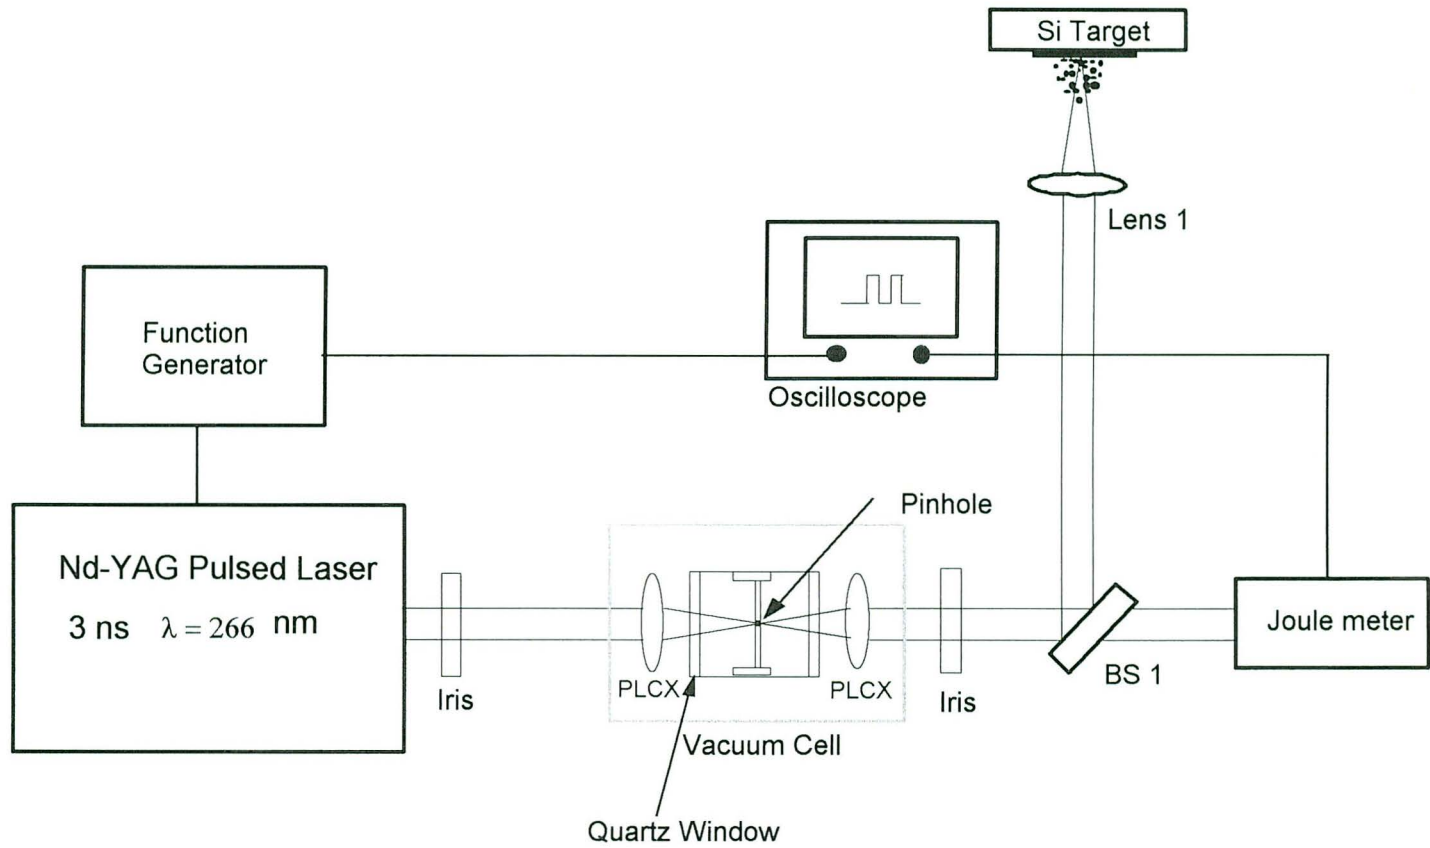 Si Target
Lens 1
Function
Generator
Oscilloscope
Pinhole
Nd-YAG Pulsed Laser
3 ns λ = 266 nm
Iris
PLCX
PLCX
Iris
BS 1
Joule meter
Vacuum Cell
Quartz Window